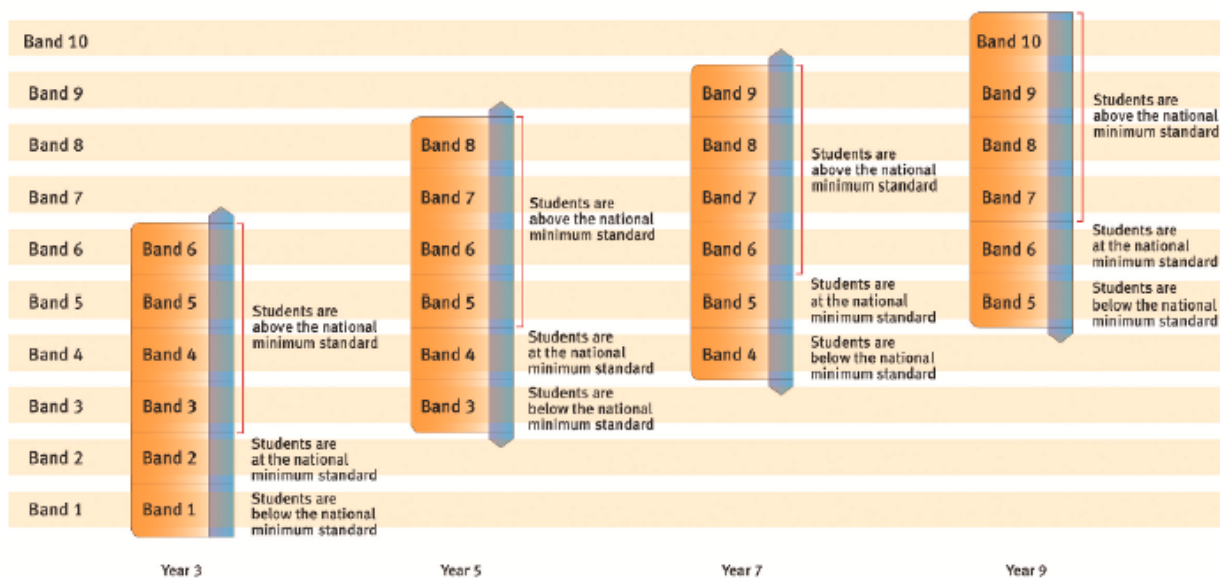 Band 10
Band 9
Band 8
Band 7
Band 6
Band 5
Band 4
Band 3
Band 2
Band 1
Band 6
Band 5
Band 4
Band 3
Band 2
Band 1
Students are
above the national
minimum standard
Students are
at the national
minimum standard
Students are
below the national
minimum standard
Year 3
Band 8
Band 7
Band 6
Band 5
Band 4
Band 3
Students are
above the national
minimum standard
Students are
at the national
minimum standard
Students are
below the national
minimum standard
Year 5
Band 9
Band 8
Band 7
Band 6
Band 5
Band 4
Students are
above the national
minimum standard
Students are
at the national
minimum standard
Students are
below the national
minimum standard
Year 7
Band 10
Band 9
Band 8
Band 7
Band 6
Band 5
Students are
above the national
minimum standard
Students are
at the national
minimum standard
Students are
below the national
minimum standard
Year 9